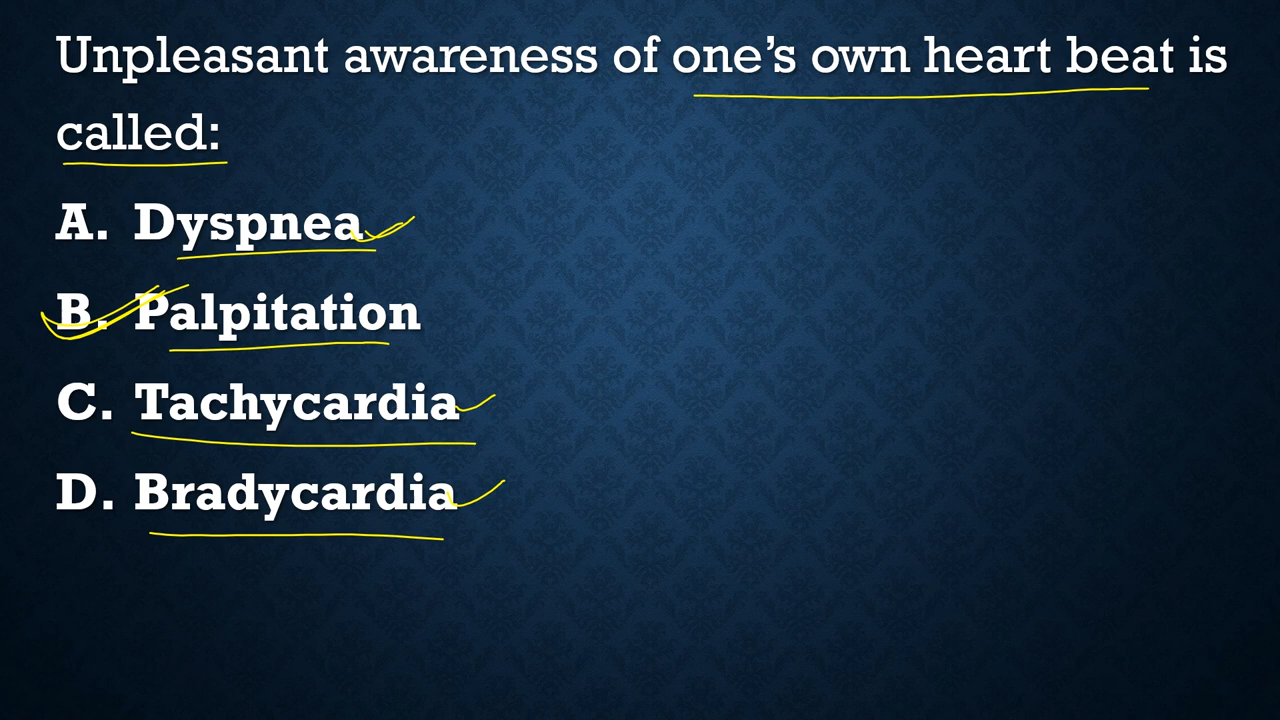 Unpleasant awareness of one’s own heart beat is
called:
A. Dyspnea
B. Palpitation
C. Tachycardia
D. Bradycardia